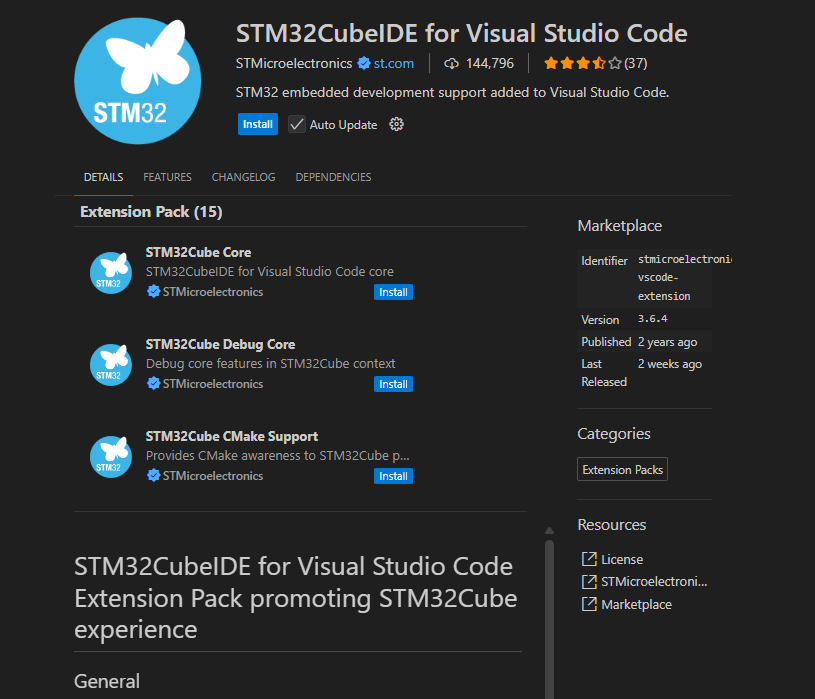 STM32
STM32CubeIDE for Visual Studio Code
STMicroelectronics st.com 144,796 (37)
STM32 embedded development support added to Visual Studio Code.
Install Auto Update
DETAILS FEATURES CHANGELOG DEPENDENCIES
Extension Pack (15)
STM32
STM32Cube Core
STM32CubeIDE for Visual Studio Code core
STMicroelectronics Install
STM32
STM32Cube Debug Core
Debug core features in STM32Cube context
STMicroelectronics Install
STM32
STM32Cube CMake Support
Provides CMake awareness to STM32Cube p...
STMicroelectronics Install
STM32CubeIDE for Visual Studio Code
Extension Pack promoting STM32Cube
experience
General
Marketplace
Identifier stmicroelectronic
vscode-
extension
Version 3.6.4
Published 2 years ago
Last 2 weeks ago
Released
Categories
Extension Packs
Resources
License
STMicroelectroni...
Marketplace